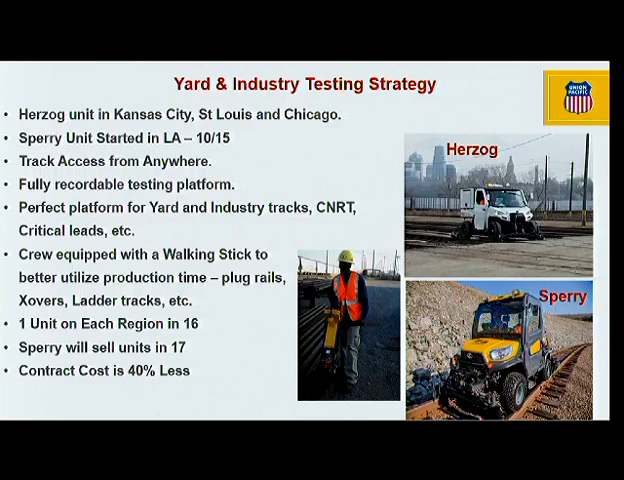 Yard & Industry Testing Strategy
UNION
PACIFIC
• Herzog unit in Kansas City, St Louis and Chicago.
• Sperry Unit Started in LA – 10/15
• Track Access from Anywhere.
• Fully recordable testing platform.
• Perfect platform for Yard and Industry tracks, CNRT,
Critical leads, etc.
• Crew equipped with a Walking Stick to
better utilize production time – plug rails,
Xovers, Ladder tracks, etc.
• 1 Unit on Each Region in 16
• Sperry will sell units in 17
• Contract Cost is 40% Less
Herzog
Sperry